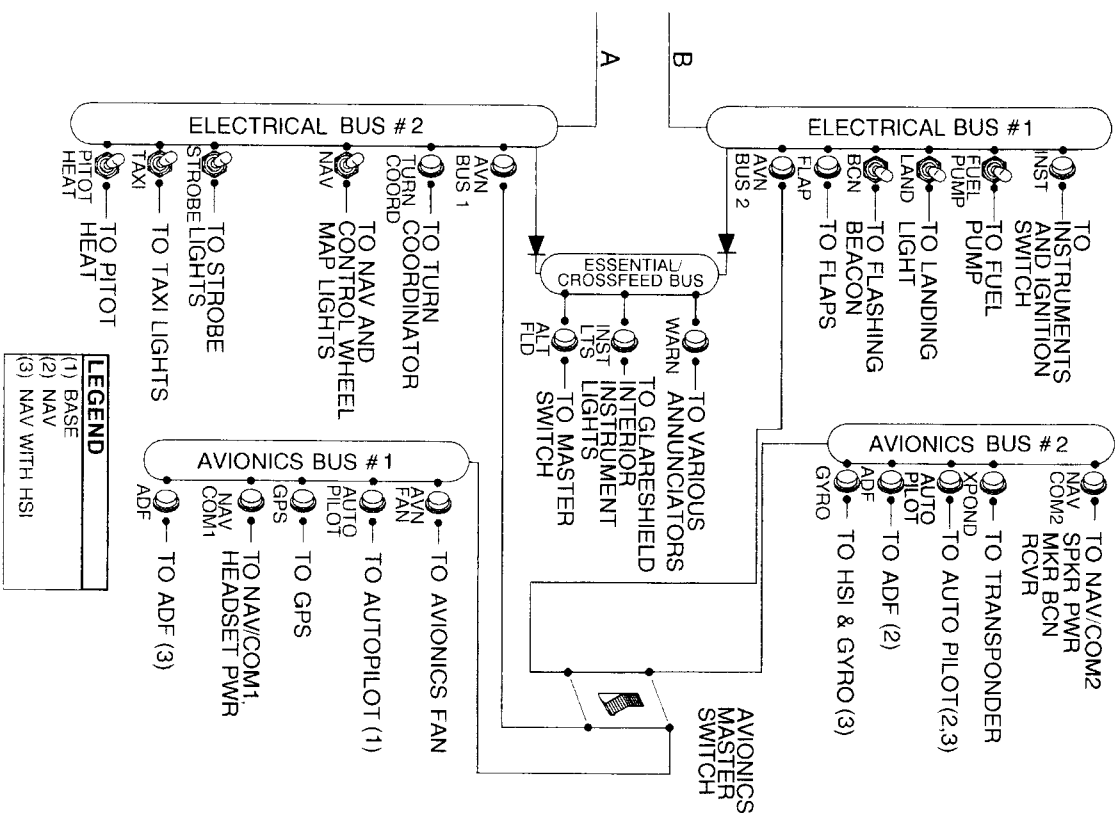 A
B
ELECTRICAL BUS #2
PITOT
HEAT
TO PITOT
HEAT
TAXI
TO TAXI LIGHTS
STROBE
TO STROBE
LIGHTS
NAV
TO NAV AND
CONTROL WHEEL
MAP LIGHTS
TURN
COORD
TO TURN
COORDINATOR
AVN
BUS 1
ELECTRICAL BUS #1
AVN
BUS 2
FLAP
TO FLAPS
BCN
TO FLASHING
BEACON
LAND
TO LANDING
LIGHT
FUEL
PUMP
TO FUEL
PUMP
INST
TO
INSTRUMENTS
AND IGNITION
SWITCH
ESSENTIAL/
CROSSFEED BUS
ALT
FLD
TO MASTER
SWITCH
INST
LTS
TO GLARESHIELD
INTERIOR
INSTRUMENT
LIGHTS
WARN
TO VARIOUS
ANNUNCIATORS
AVIONICS BUS #1
ADF
TO ADF (3)
NAV
COM1
TO NAV/COM1,
HEADSET PWR
GPS
TO GPS
AUTO
PILOT
TO AUTOPILOT (1)
AVN
FAN
TO AVIONICS FAN
AVIONICS BUS #2
GYRO
TO HSI & GYRO (3)
ADF
TO ADF (2)
AUTO
PILOT
TO AUTO PILOT(2,3)
XPOND
TO TRANSPONDER
NAV
COM2
TO NAV/COM2
SPKR PWR
MKR BCN
RCVR
AVIONICS
MASTER
SWITCH
LEGEND
(1) BASE
(2) NAV
(3) NAV WITH HSI